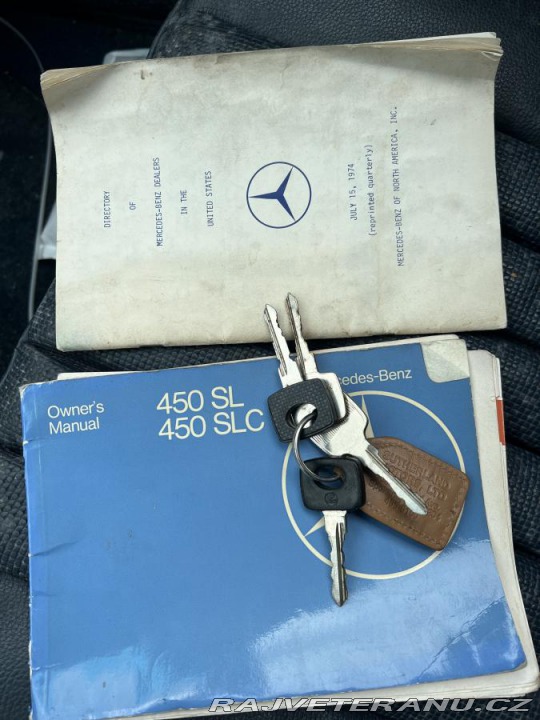 DIRECTORY
OF
MERCEDES-BENZ DEALERS
IN THE
UNITED STATES
JULY 15, 1974
(reprinted quarterly)
MERCEDES-BENZ OF NORTH AMERICA, INC.
Owner's
Manual
450 SL
450 SLC
cedes-Benz
RAJVETERANU.CZ